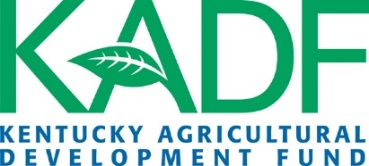 KADF
KENTUCKY AGRICULTURAL
DEVELOPMENT FUND